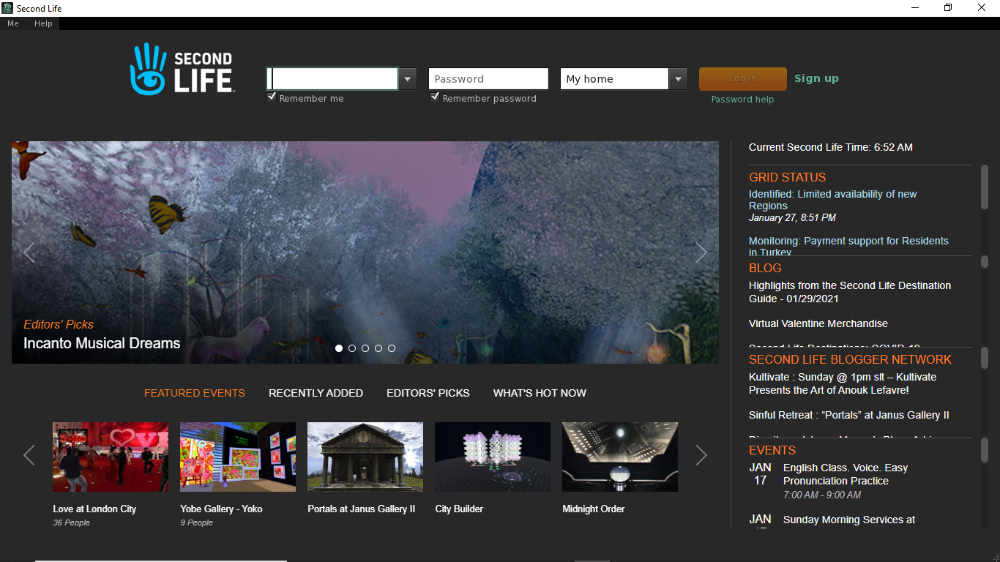 Second Life
Me Help
SECOND
LIFE
Password
My home
Log In
Sign up
Remember me
Remember password
Password help
Editors' Picks
Incanto Musical Dreams
FEATURED EVENTS RECENTLY ADDED EDITORS' PICKS WHAT'S HOT NOW
Love at London City
36 People
Yobe Gallery - Yoko
9 People
Portals at Janus Gallery II
City Builder
Midnight Order
Current Second Life Time: 6:52 AM
GRID STATUS
Identified: Limited availability of new
Regions
January 27, 8:51 PM
Monitoring: Payment support for Residents
in Turkey
BLOG
Highlights from the Second Life Destination
Guide - 01/29/2021
Virtual Valentine Merchandise
Second Life Destinations: COVID-19
SECOND LIFE BLOGGER NETWORK
Kultivate : Sunday @ 1pm slt – Kultivate
Presents the Art of Anouk Lefavre!
Sinful Retreat : “Portals” at Janus Gallery II
EVENTS
JAN
17
English Class. Voice. Easy
Pronunciation Practice
7:00 AM - 9:00 AM
JAN
Sunday Morning Services at